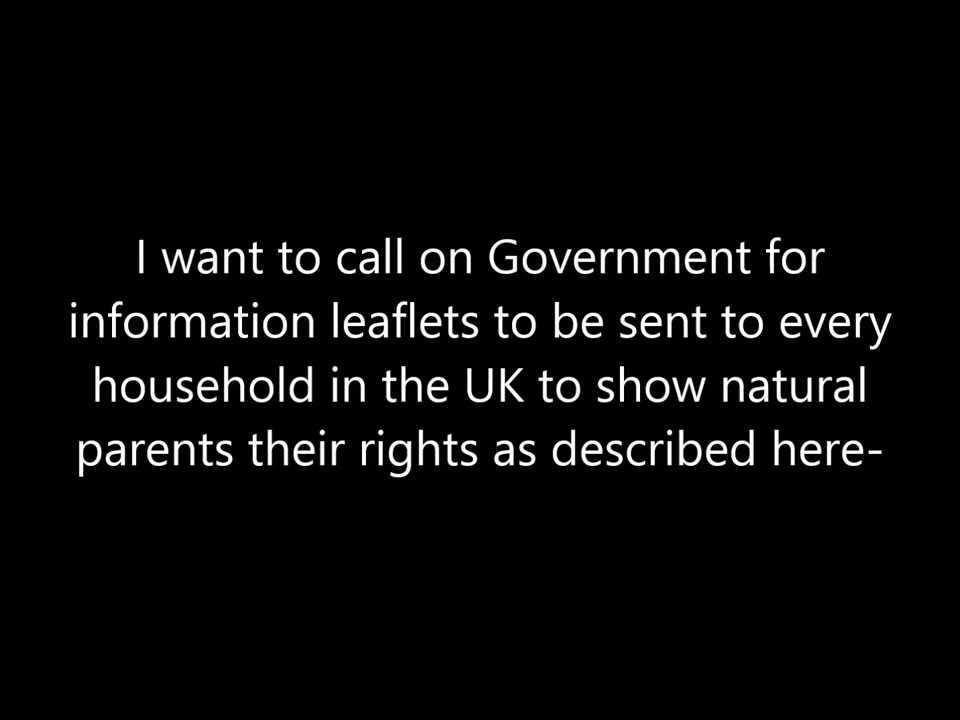 I want to call on Government for
information leaflets to be sent to every
household in the UK to show natural
parents their rights as described here-